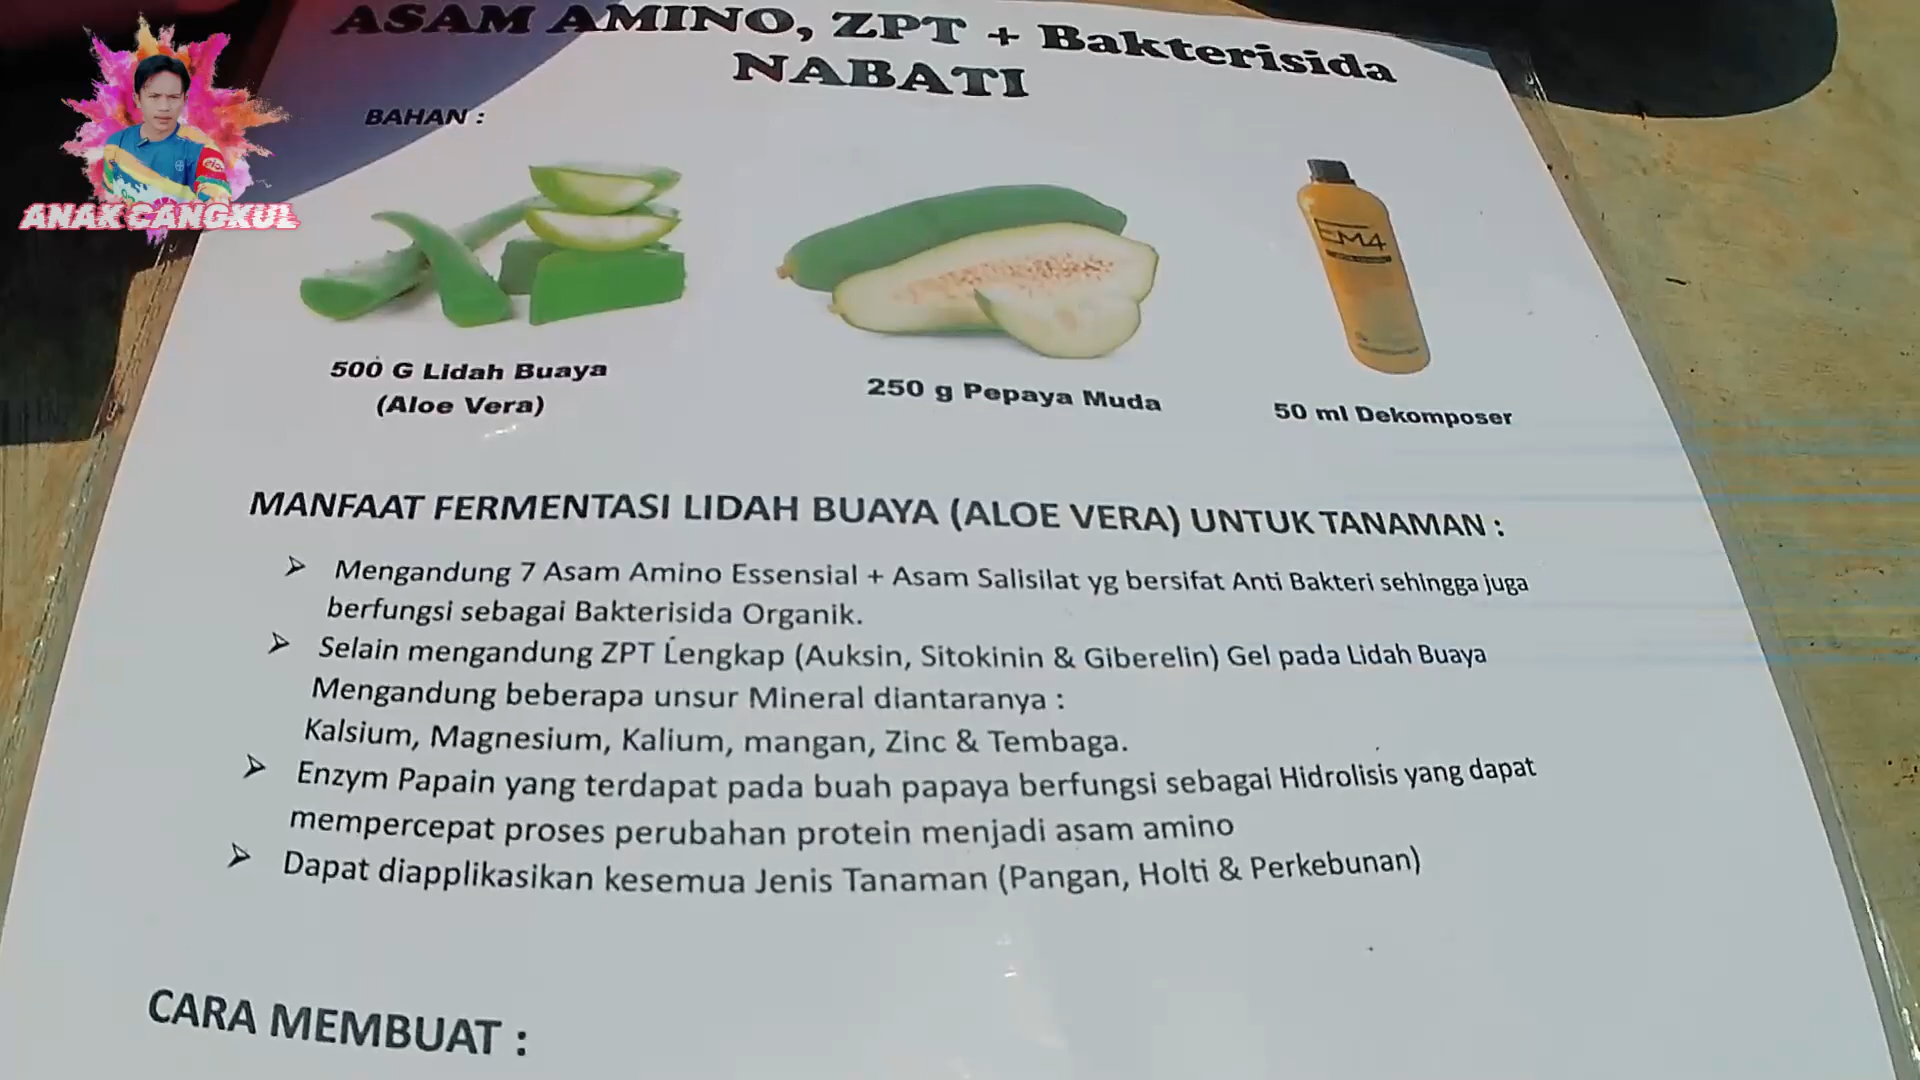 ASAM AMINO, ZPT + Bakterisida
NABATI
BAHAN :
ANAK CANGKUL
EM4
500 G Lidah Buaya
(Aloe Vera)
250 g Pepaya Muda
50 ml Dekomposer
MANFAAT FERMENTASI LIDAH BUAYA (ALOE VERA) UNTUK TANAMAN :
➢ Mengandung 7 Asam Amino Essensial + Asam Salisilat yg bersifat Anti Bakteri sehingga juga
berfungsi sebagai Bakterisida Organik.
➢ Selain mengandung ZPT Lengkap (Auksin, Sitokinin & Giberelin) Gel pada Lidah Buaya
Mengandung beberapa unsur Mineral diantaranya :
Kalsium, Magnesium, Kalium, mangan, Zinc & Tembaga.
➢ Enzym Papain yang terdapat pada buah papaya berfungsi sebagai Hidrolisis yang dapat
mempercepat proses perubahan protein menjadi asam amino
➢ Dapat diapplikasikan kesemua Jenis Tanaman (Pangan, Holti & Perkebunan)
CARA MEMBUAT :